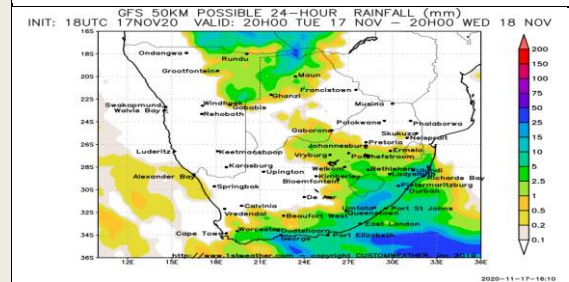 GFS 50KM POSSIBLE 24-HOUR RAINFALL (mm)
INIT: 18UTC 17NOV20 VALID: 20H00 TUE 17 NOV - 20H00 WED 18 NOV
16S
Ondangwa Rundu
18S
Grootfontein Maun
20S
Francistown
Ghanzi
22S
Swakopmund Windhoek Gobabis Musina
Walvis Bay Rehoboth
24S
Polokwane Phalaborwa
Gaborone Skukuza
Pretoria Nelspruit
26S
Luderitz Keetmanshoop Johannesburg Ermelo
Vryburg Potchefstroom
Karasburg
28S
Alexander Bay Upington Welkom Bethlehem Ladysmith Ulundi
Kimberley Richards Bay
Bloemfontein Pietermaritzburg
30S
Springbok Durban
De Aar
Calvinia Umtata Port St Johns
32S
Vredendal Beaufort West Queenstown
East London
Cape Town Worcester Oudtshoorn
34S
George Port Elizabeth
36S
12E 15E 18E 21E 24E 27E 30E 33E 36E
200
150
100
75
50
25
15
10
5
2.5
1
0.5
0.2
0.1
2020-11-17-16:10